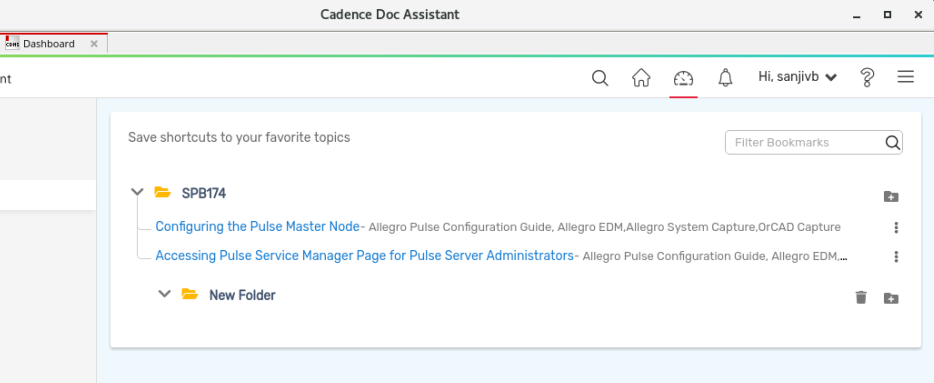 Cadence Doc Assistant
Dashboard
nt
Hi, sanjivb
Save shortcuts to your favorite topics
Filter Bookmarks
SPB174
Configuring the Pulse Master Node- Allegro Pulse Configuration Guide, Allegro EDM,Allegro System Capture,OrCAD Capture
Accessing Pulse Service Manager Page for Pulse Server Administrators- Allegro Pulse Configuration Guide, Allegro EDM,...
New Folder